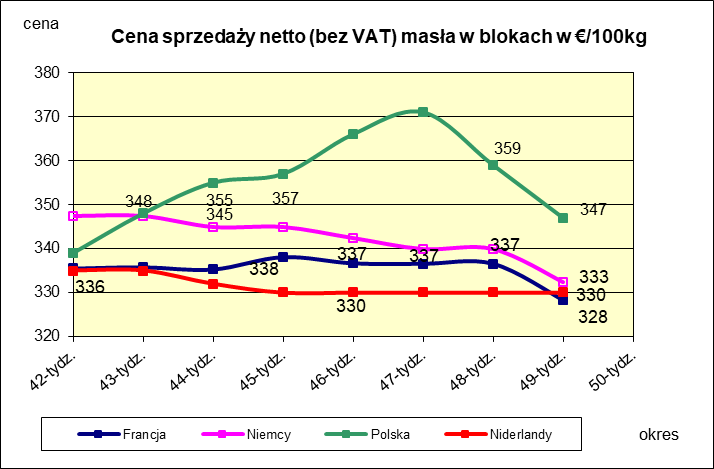 cena
Cena sprzedaży netto (bez VAT) masła w blokach w €/100kg
380
370
360
350
340
330
320
359
348
355
357
347
345
337
337
337
338
333
336
330
330
328
42-tydz.
43-tydz.
44-tydz.
45-tydz.
46-tydz.
47-tydz.
48-tydz.
49-tydz.
50-tydz.
Francja
Niemcy
Polska
Niderlandy
okres